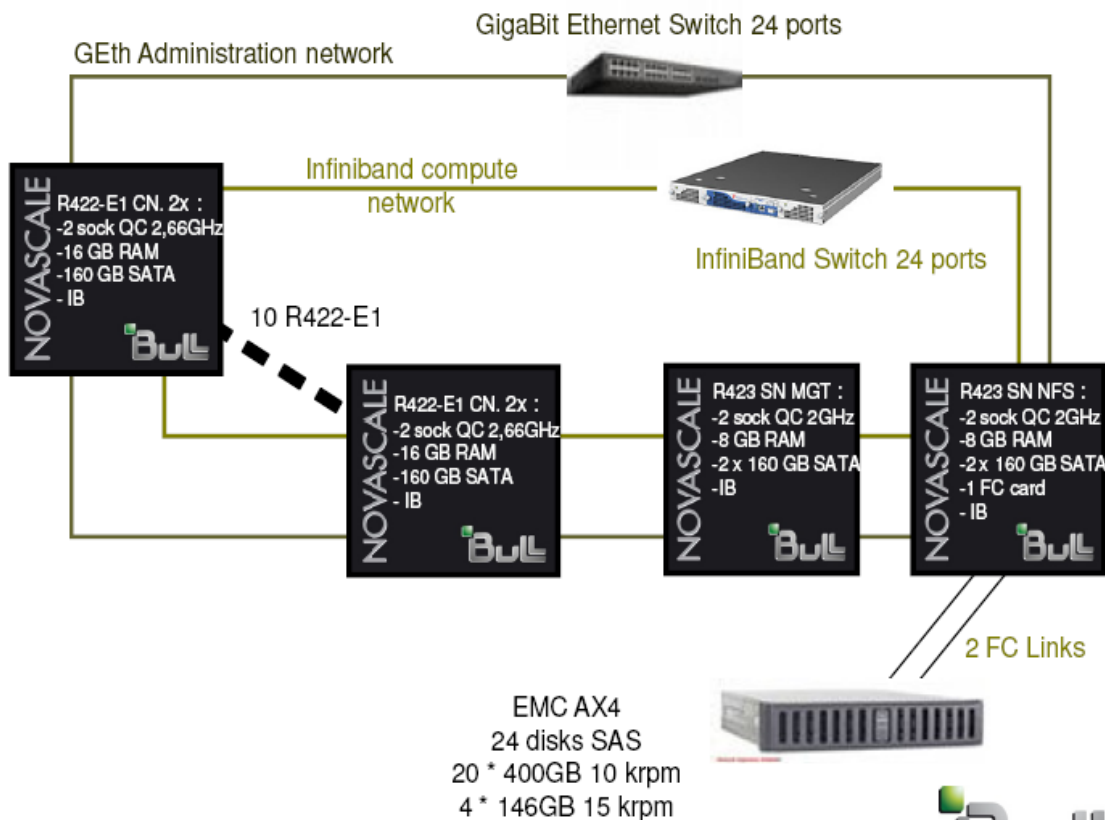 GigaBit Ethernet Switch 24 ports
GEth Administration network
Infiniband compute
network
InfiniBand Switch 24 ports
NOVASCALE
R422-E1 CN. 2x :
-2 sock QC 2,66GHz
-16 GB RAM
-160 GB SATA
- IB
Bull
10 R422-E1
NOVASCALE
R422-E1 CN. 2x :
-2 sock QC 2,66GHz
-16 GB RAM
-160 GB SATA
- IB
Bull
NOVASCALE
R423 SN MGT :
-2 sock QC 2GHz
-8 GB RAM
-2 x 160 GB SATA
-IB
Bull
NOVASCALE
R423 SN NFS :
-2 sock QC 2GHz
-8 GB RAM
-2 x 160 GB SATA
-1 FC card
- IB
Bull
2 FC Links
EMC AX4
24 disks SAS
20 * 400GB 10 krpm
4 * 146GB 15 krpm